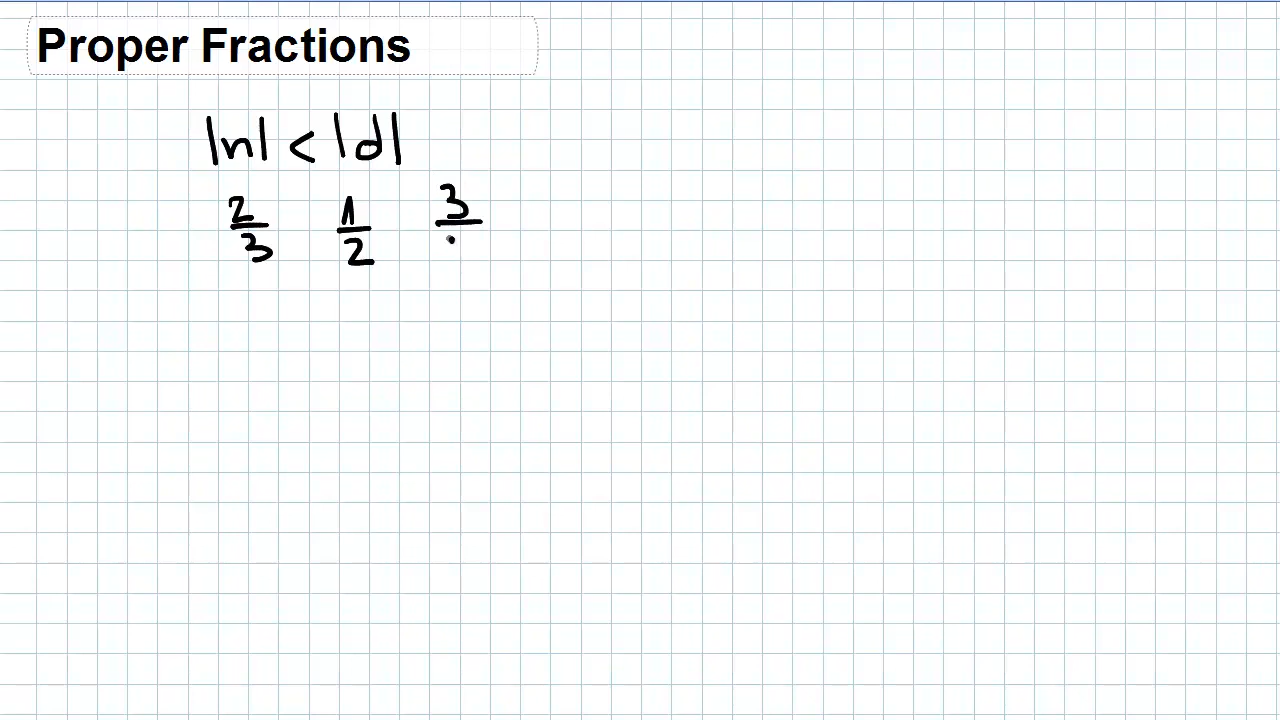 Proper Fractions
|n| < |d|
2/3 1/2 3/